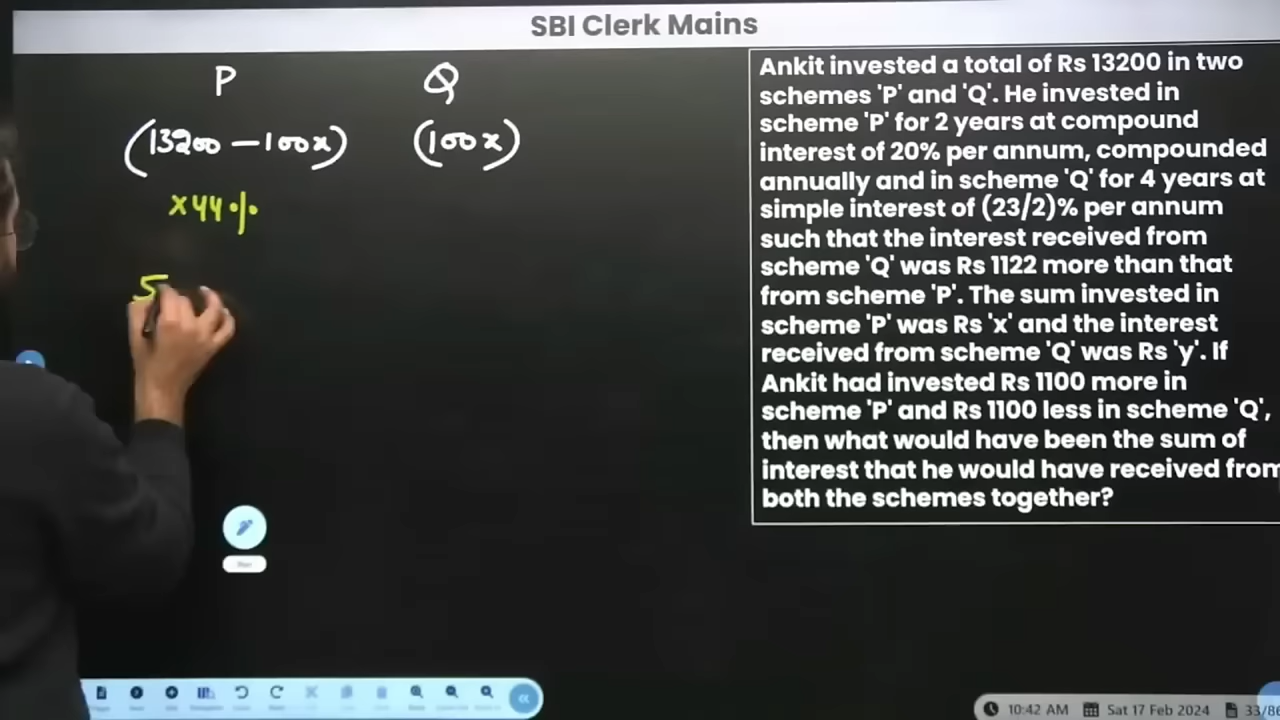 SBI Clerk Mains
P Q
(13200 — 100x) (100x)
x44%
5
Ankit invested a total of Rs 13200 in two
schemes 'P' and 'Q'. He invested in
scheme 'P' for 2 years at compound
interest of 20% per annum, compounded
annually and in scheme 'Q' for 4 years at
simple interest of (23/2)% per annum
such that the interest received from
scheme 'Q' was Rs 1122 more than that
from scheme 'P'. The sum invested in
scheme 'P' was Rs 'x' and the interest
received from scheme 'Q' was Rs 'y'. If
Ankit had invested Rs 1100 more in
scheme 'P' and Rs 1100 less in scheme 'Q',
then what would have been the sum of
interest that he would have received from
both the schemes together?
10:42 AM Sat 17 Feb 2024 33/86